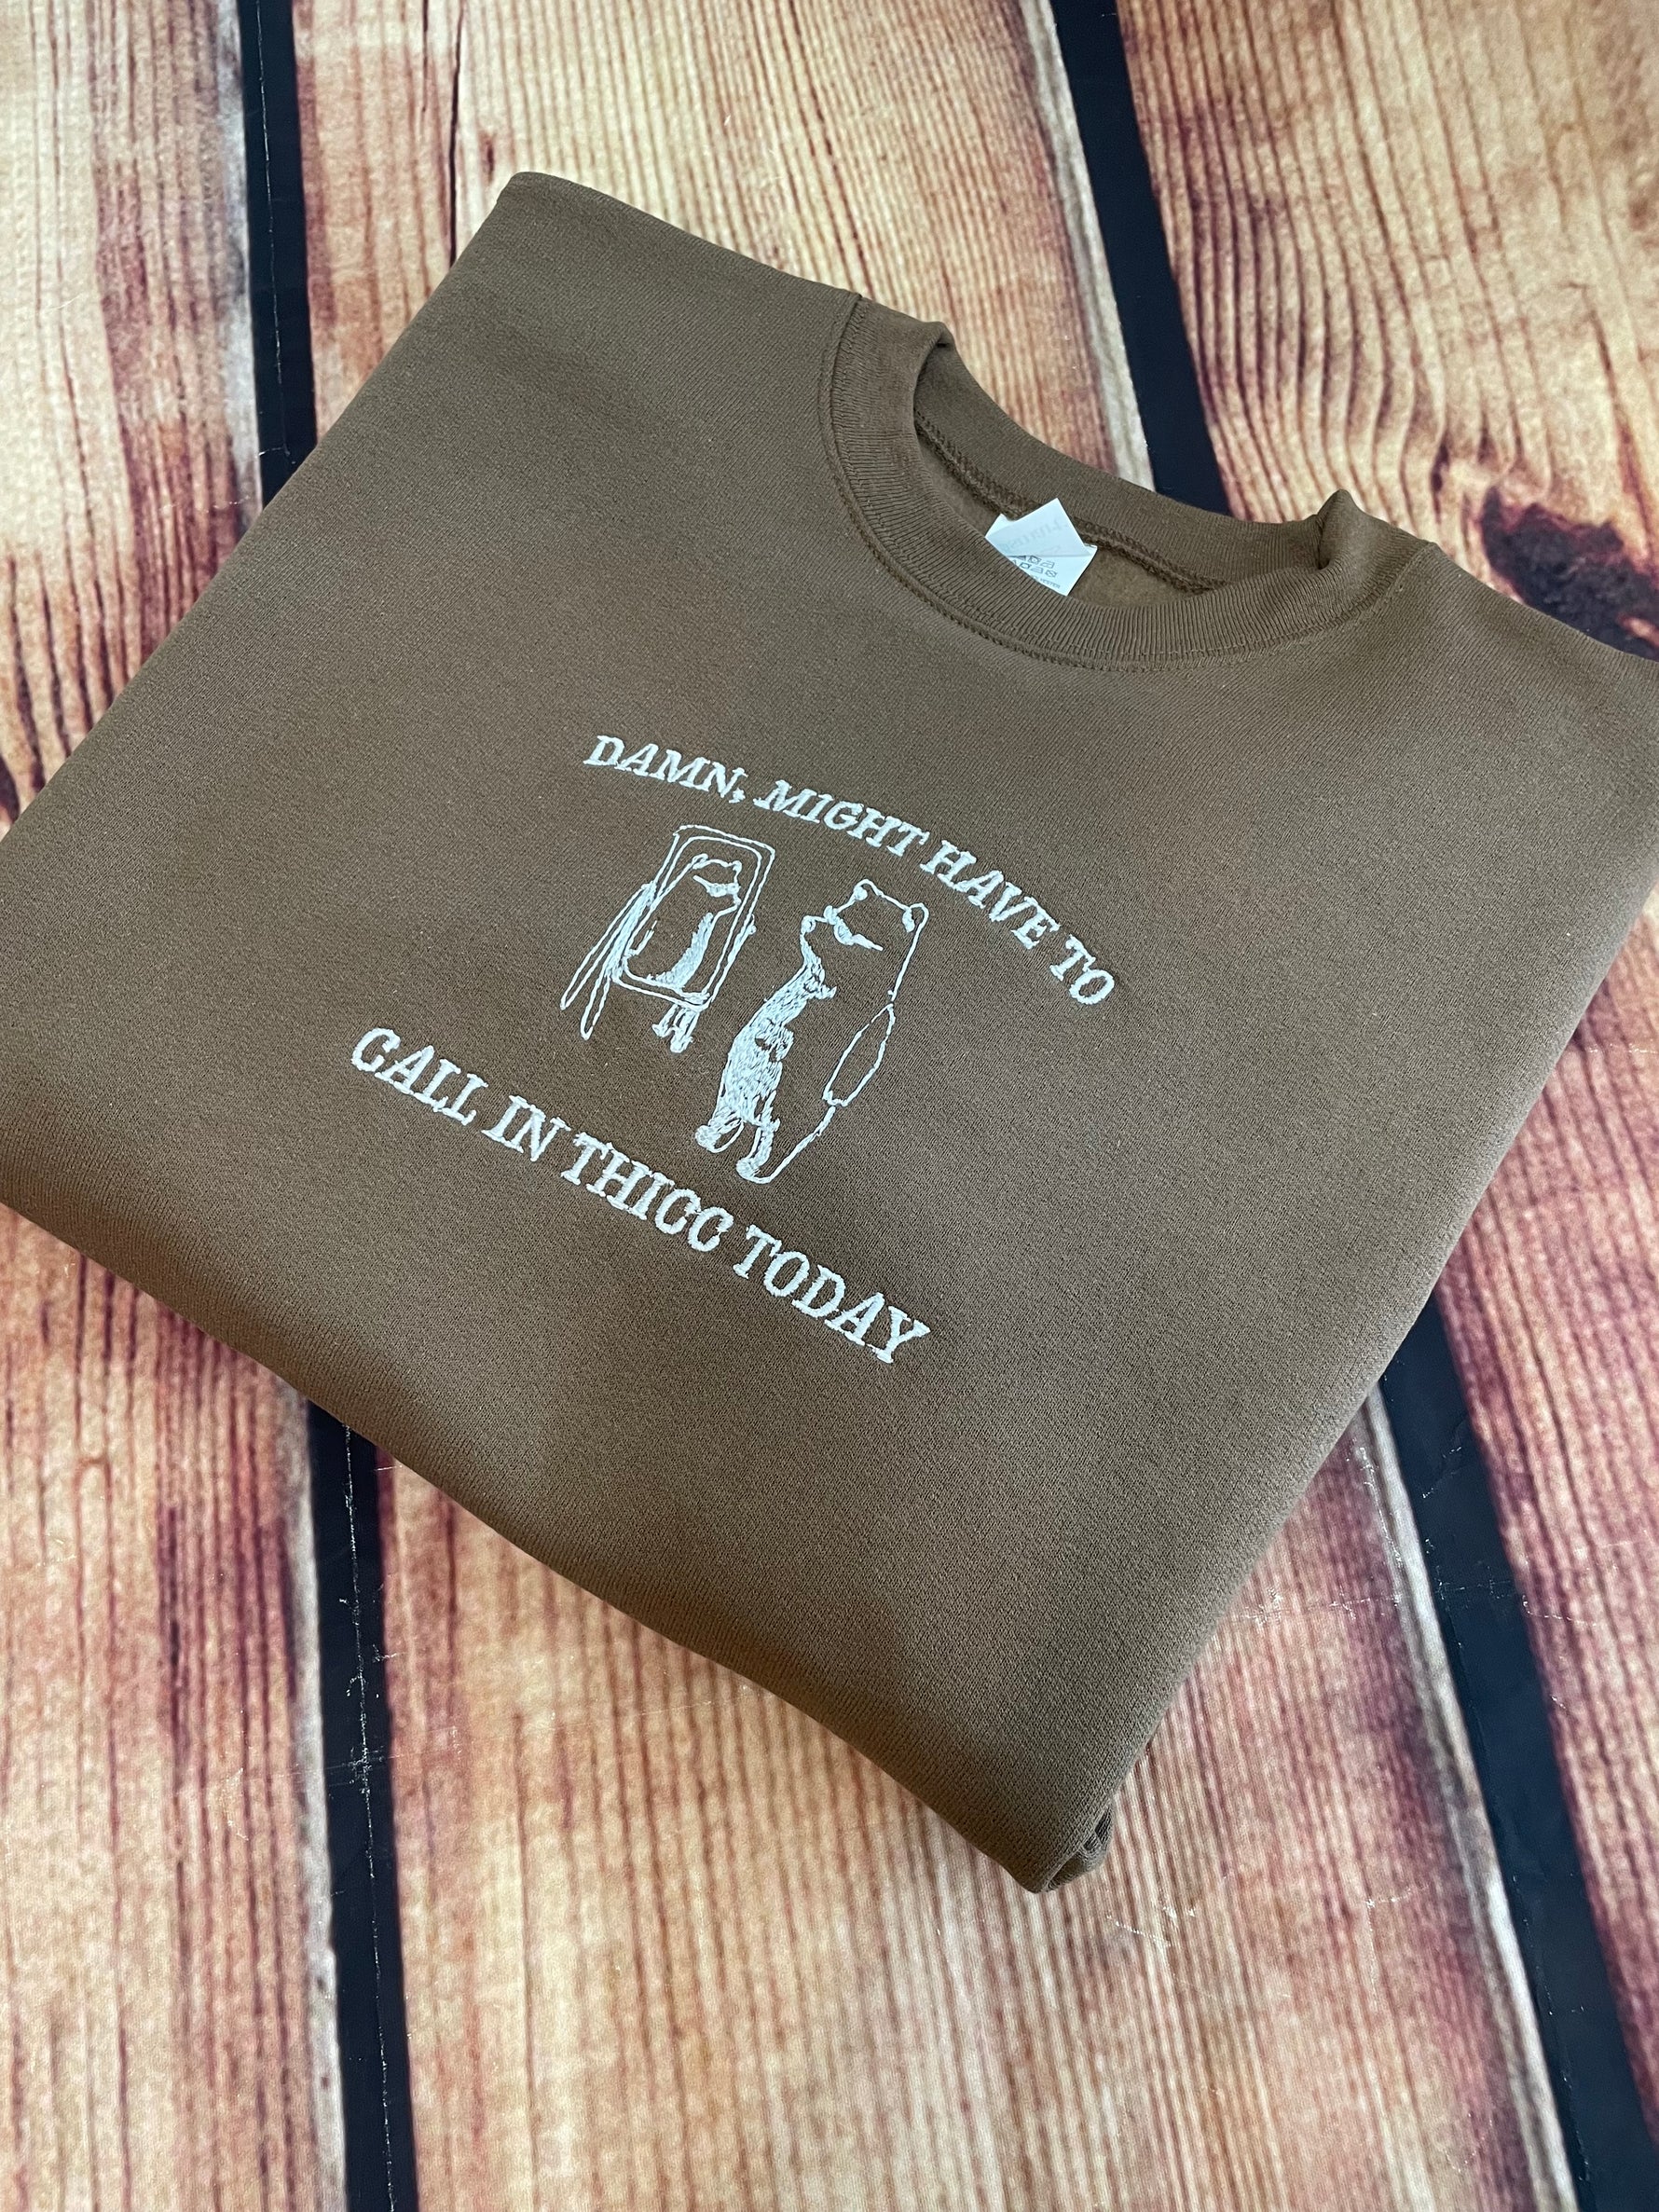 DAMN, MIGHT HAVE TO
CALL IN THICC TODAY